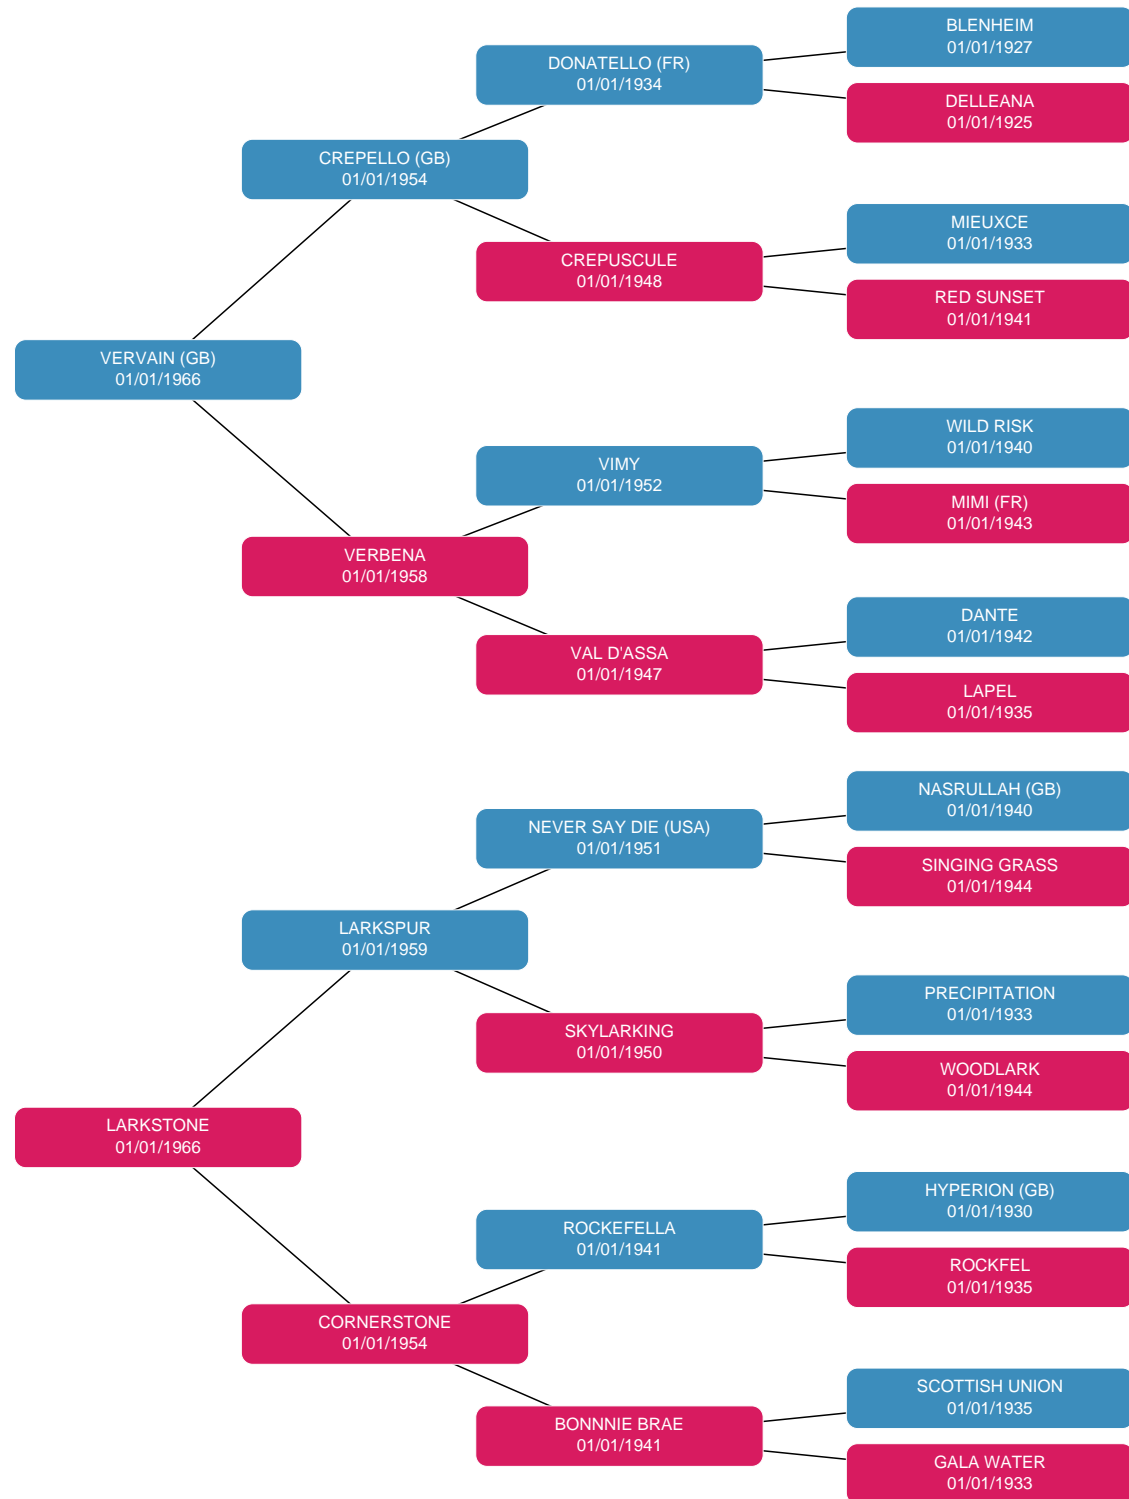 BLENHEIM
01/01/1927
DONATELLO (FR)
01/01/1934
DELLEANA
01/01/1925
CREPELLO (GB)
01/01/1954
MIEUXCE
01/01/1933
CREPUSCULE
01/01/1948
RED SUNSET
01/01/1941
VERVAIN (GB)
01/01/1966
WILD RISK
01/01/1940
VIMY
01/01/1952
MIMI (FR)
01/01/1943
VERBENA
01/01/1958
DANTE
01/01/1942
VAL D'ASSA
01/01/1947
LAPEL
01/01/1935
NASRULLAH (GB)
01/01/1940
NEVER SAY DIE (USA)
01/01/1951
SINGING GRASS
01/01/1944
LARKSPUR
01/01/1959
PRECIPITATION
01/01/1933
SKYLARKING
01/01/1950
WOODLARK
01/01/1944
LARKSTONE
01/01/1966
HYPERION (GB)
01/01/1930
ROCKEFELLA
01/01/1941
ROCKFEL
01/01/1935
CORNERSTONE
01/01/1954
SCOTTISH UNION
01/01/1935
BONNNIE BRAE
01/01/1941
GALA WATER
01/01/1933